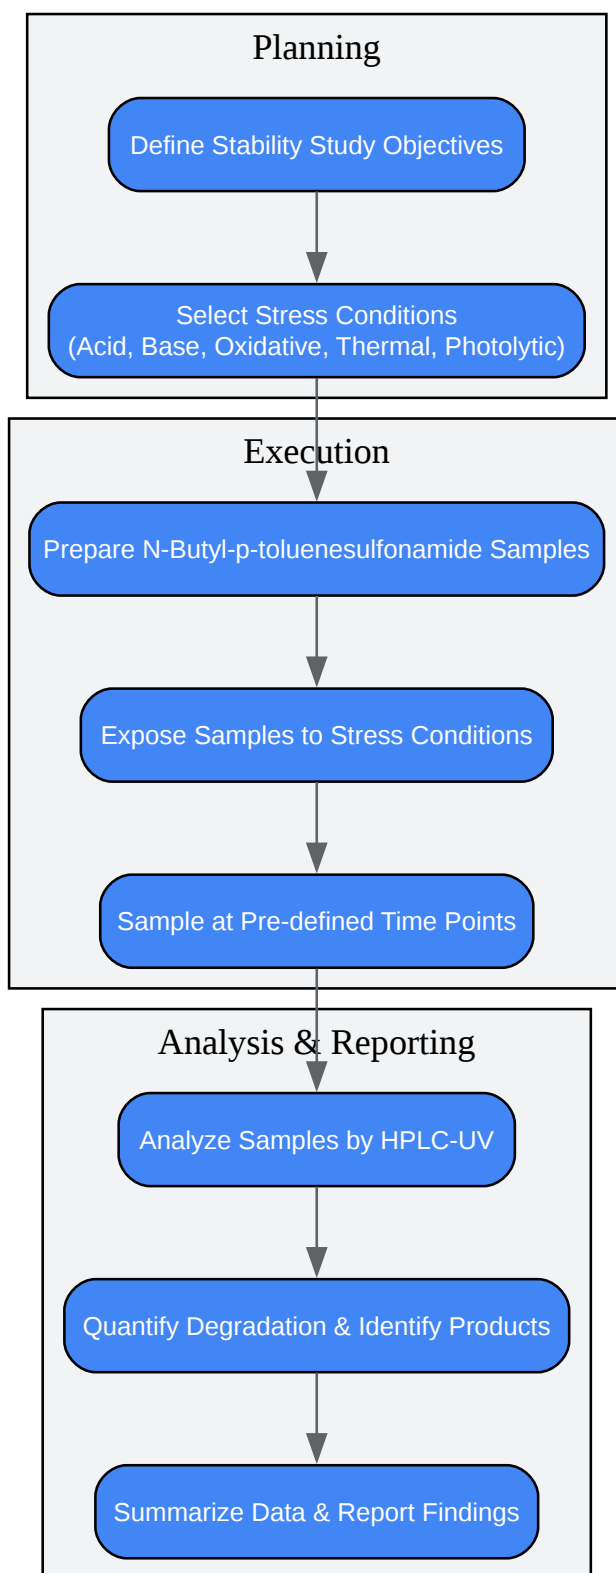 Planning
Define Stability Study Objectives
Select Stress Conditions
(Acid, Base, Oxidative, Thermal, Photolytic)
Execution
Prepare N-Butyl-p-toluenesulfonamide Samples
Expose Samples to Stress Conditions
Sample at Pre-defined Time Points
Analysis & Reporting
Analyze Samples by HPLC-UV
Quantify Degradation & Identify Products
Summarize Data & Report Findings